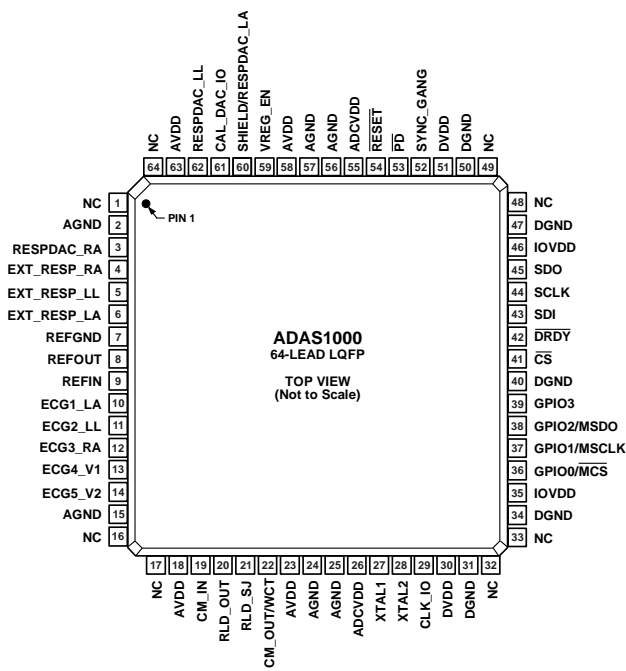 NC
AVDD
RESPDAC_LL
CAL_DAC_IO
SHIELD/RESPDAC_LA
VREG_EN
AVDD
AGND
AGND
ADCVDD
RESET
PD
SYNC_GANG
DVDD
DGND
NC
64 63 62 61 60 59 58 57 56 55 54 53 52 51 50 49
NC 1
AGND 2
RESPDAC_RA 3
EXT_RESP_RA 4
EXT_RESP_LL 5
EXT_RESP_LA 6
REFGND 7
REFOUT 8
REFIN 9
ECG1_LA 10
ECG2_LL 11
ECG3_RA 12
ECG4_V1 13
ECG5_V2 14
AGND 15
NC 16
PIN 1
ADAS1000
64-LEAD LQFP
TOP VIEW
(Not to Scale)
48 NC
47 DGND
46 IOVDD
45 SDO
44 SCLK
43 SDI
42 DRDY
41 CS
40 DGND
39 GPIO3
38 GPIO2/MSDO
37 GPIO1/MSCLK
36 GPIO0/MCS
35 IOVDD
34 DGND
33 NC
17 18 19 20 21 22 23 24 25 26 27 28 29 30 31 32
NC
AVDD
CM_IN
RLD_OUT
RLD_SJ
CM_OUT/WCT
AVDD
AGND
AGND
ADCVDD
XTAL1
XTAL2
CLK_IO
DVDD
DGND
NC